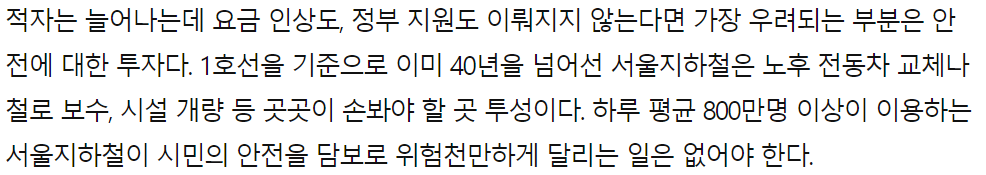 적자는 늘어나는데 요금 인상도, 정부 지원도 이뤄지지 않는다면 가장 우려되는 부분은 안
전에 대한 투자다. 1호선을 기준으로 이미 40년을 넘어선 서울지하철은 노후 전동차 교체나
철로 보수, 시설 개량 등 곳곳이 손봐야 할 곳 투성이다. 하루 평균 800만명 이상이 이용하는
서울지하철이 시민의 안전을 담보로 위험천만하게 달리는 일은 없어야 한다.